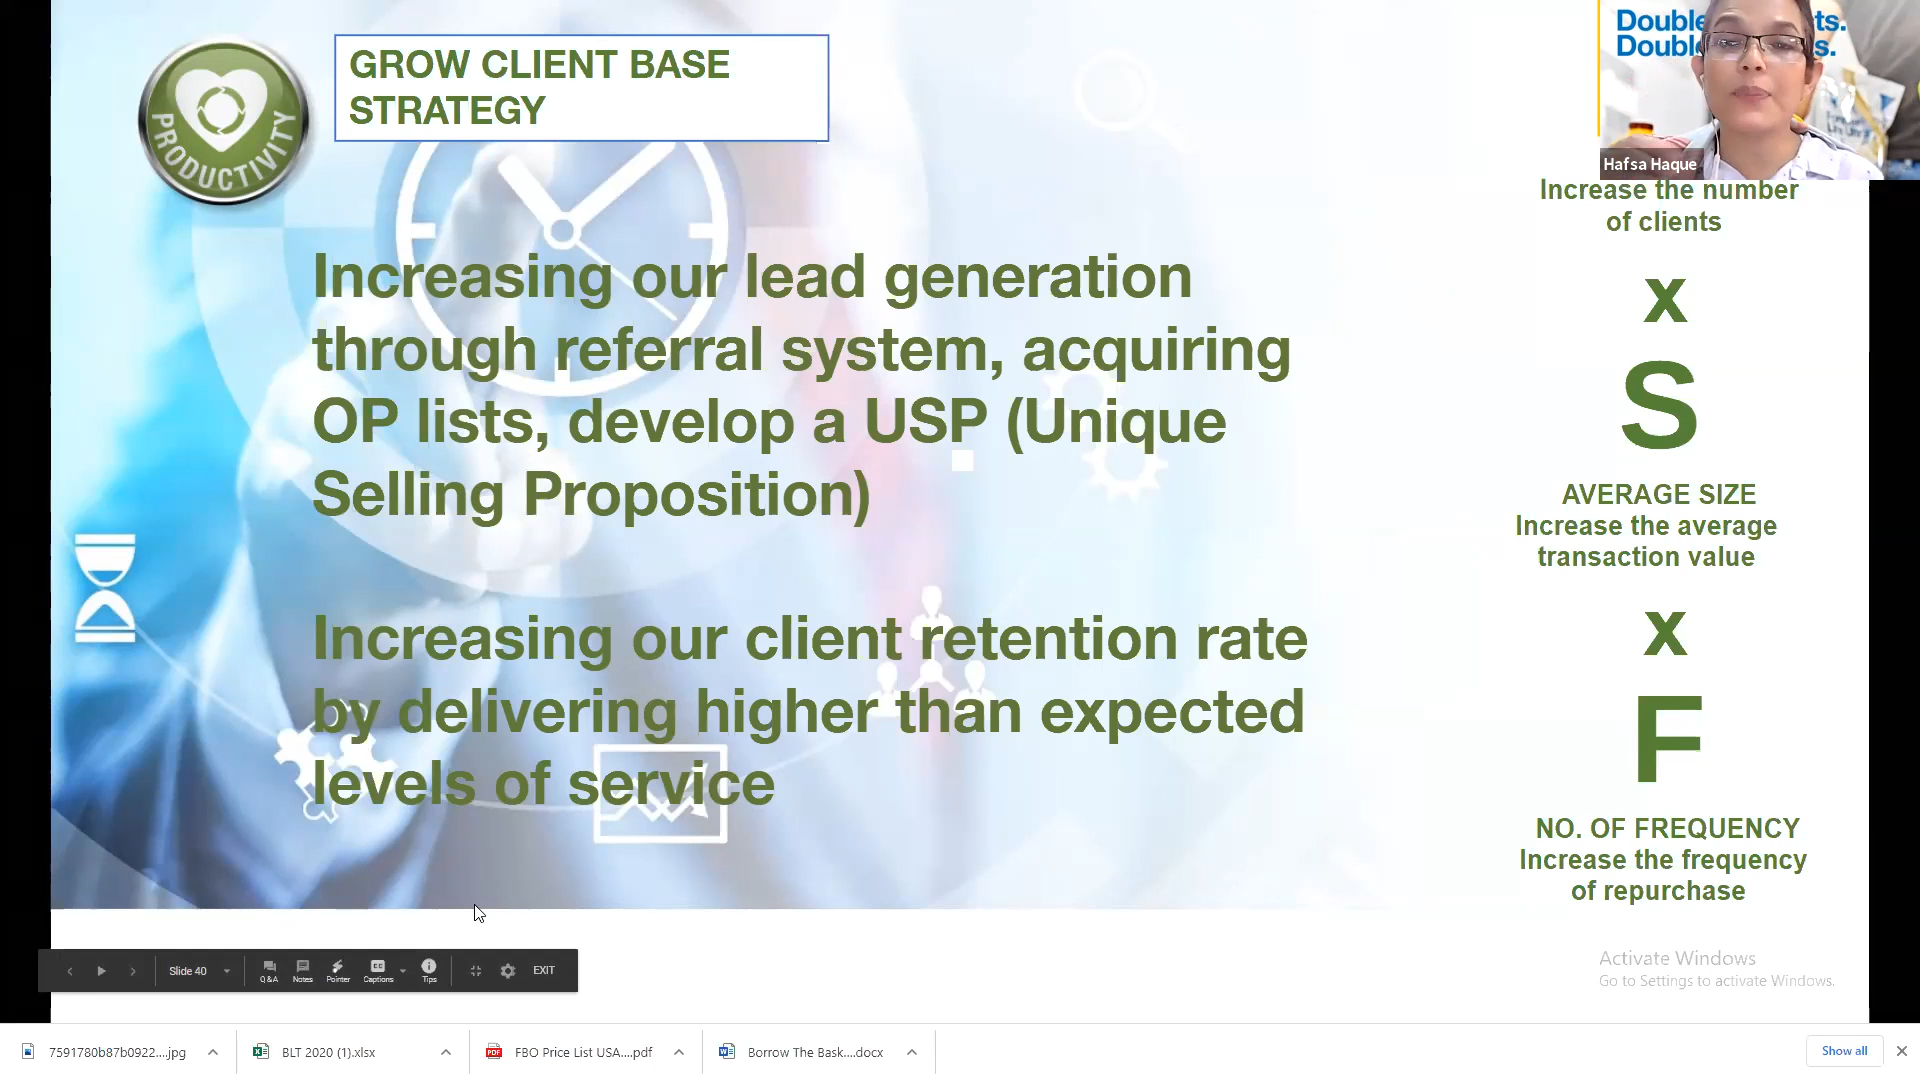 PRODUCTIVITY
GROW CLIENT BASE
STRATEGY
Increasing our lead generation
through referral system, acquiring
OP lists, develop a USP (Unique
Selling Proposition)
Increasing our client retention rate
by delivering higher than expected
levels of service
Hafsa Haque
Increase the number
of clients
x
S
AVERAGE SIZE
Increase the average
transaction value
x
F
NO. OF FREQUENCY
Increase the frequency
of repurchase
Activate Windows
Go to Settings to activate Windows.
Slide 40
Q&A
Notes
Pointer
Captions
Tips
EXIT
7591780b87b0922....jpg
BLT 2020 (1).xlsx
FBO Price List USA....pdf
Borrow The Bask....docx
Show all